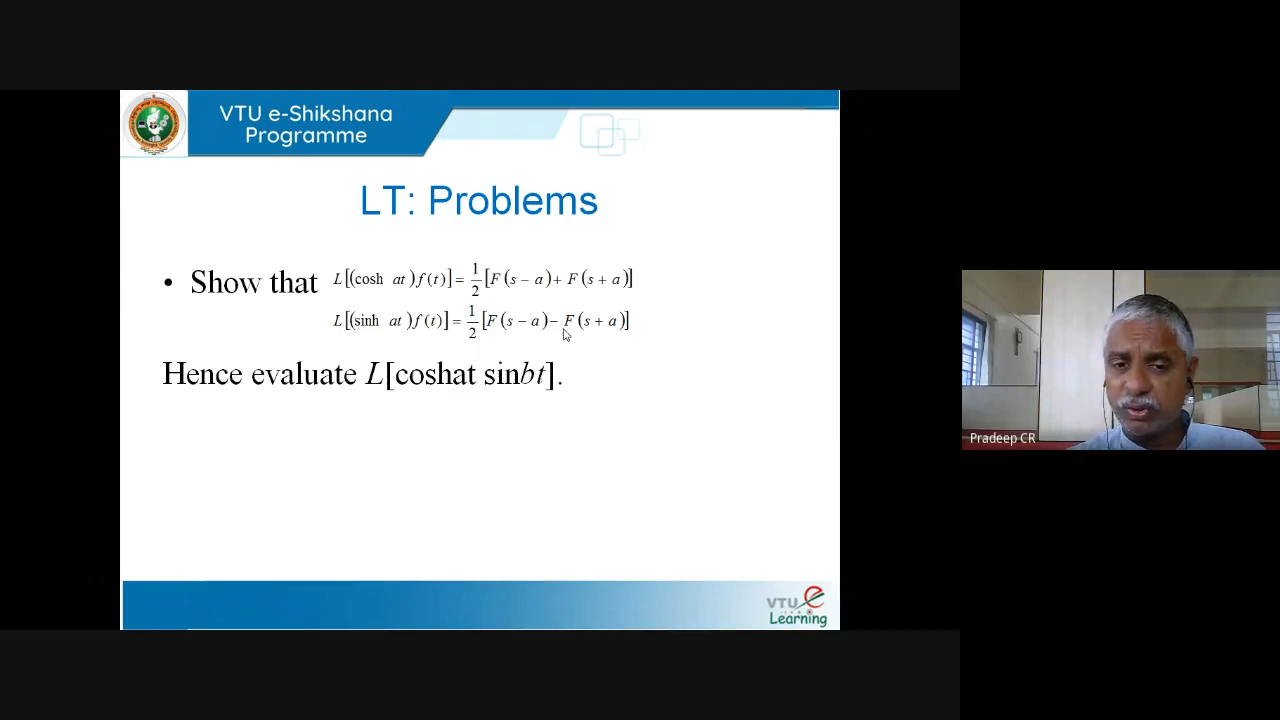 VTU e-Shikshana
Programme
LT: Problems
• Show that L[(cosh at)f(t)] = 1/2 [F(s − a) + F(s + a)]
L[(sinh at)f(t)] = 1/2 [F(s − a) − F(s + a)]
Hence evaluate L[coshat sinbt].
Pradeep CR
VTU e
Learning